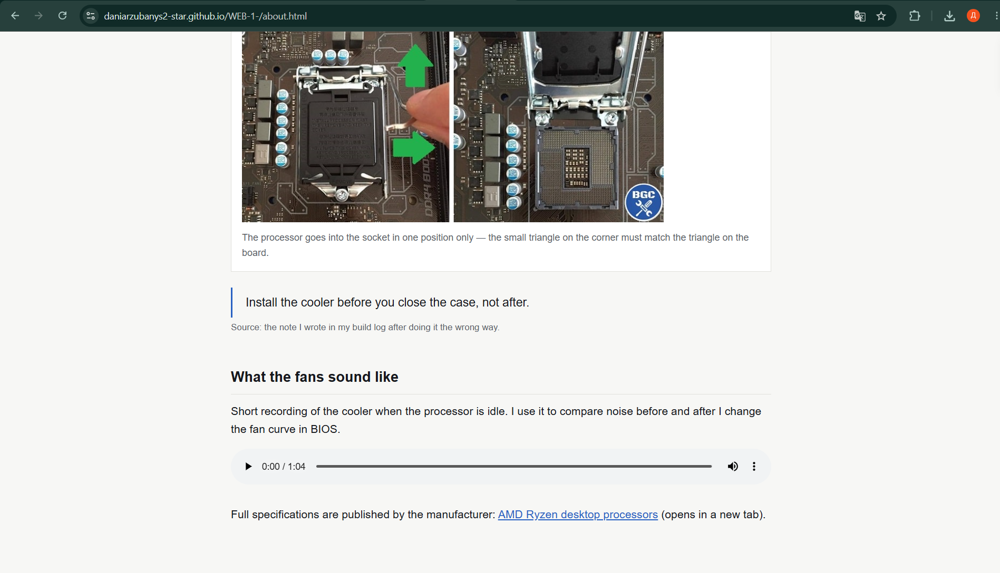 daniarzubanys2-star.github.io/WEB-1-/about.html
Д
DDR4 BOO
SYS FAN1
BGC
The processor goes into the socket in one position only — the small triangle on the corner must match the triangle on the
board.
Install the cooler before you close the case, not after.
Source: the note I wrote in my build log after doing it the wrong way.
What the fans sound like
Short recording of the cooler when the processor is idle. I use it to compare noise before and after I change
the fan curve in BIOS.
0:00 / 1:04
Full specifications are published by the manufacturer: AMD Ryzen desktop processors (opens in a new tab).